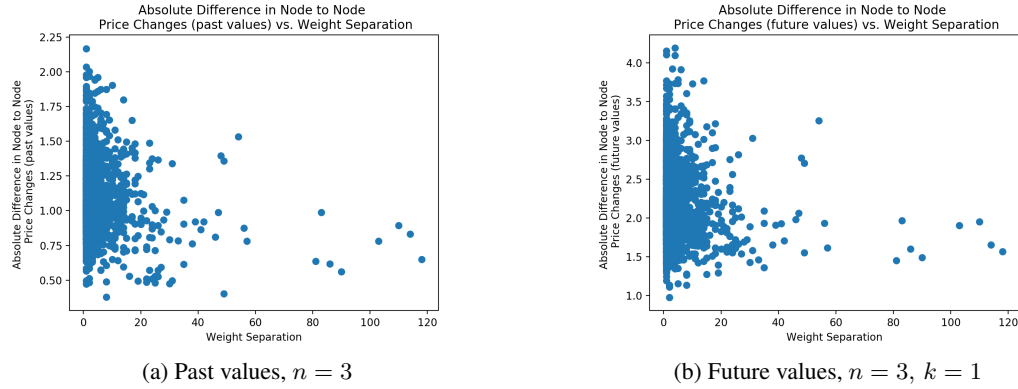 Absolute Difference in Node to Node
Price Changes (past values) vs. Weight Separation
2.25
2.00
1.75
1.50
1.25
1.00
0.75
0.50
Absolute Difference in Node to Node
Price Changes (past values)
0 20 40 60 80 100 120
Weight Separation
(a) Past values, n = 3
Absolute Difference in Node to Node
Price Changes (future values) vs. Weight Separation
4.0
3.5
3.0
2.5
2.0
1.5
1.0
Absolute Difference in Node to Node
Price Changes (future values)
0 20 40 60 80 100 120
Weight Separation
(b) Future values, n = 3, k = 1